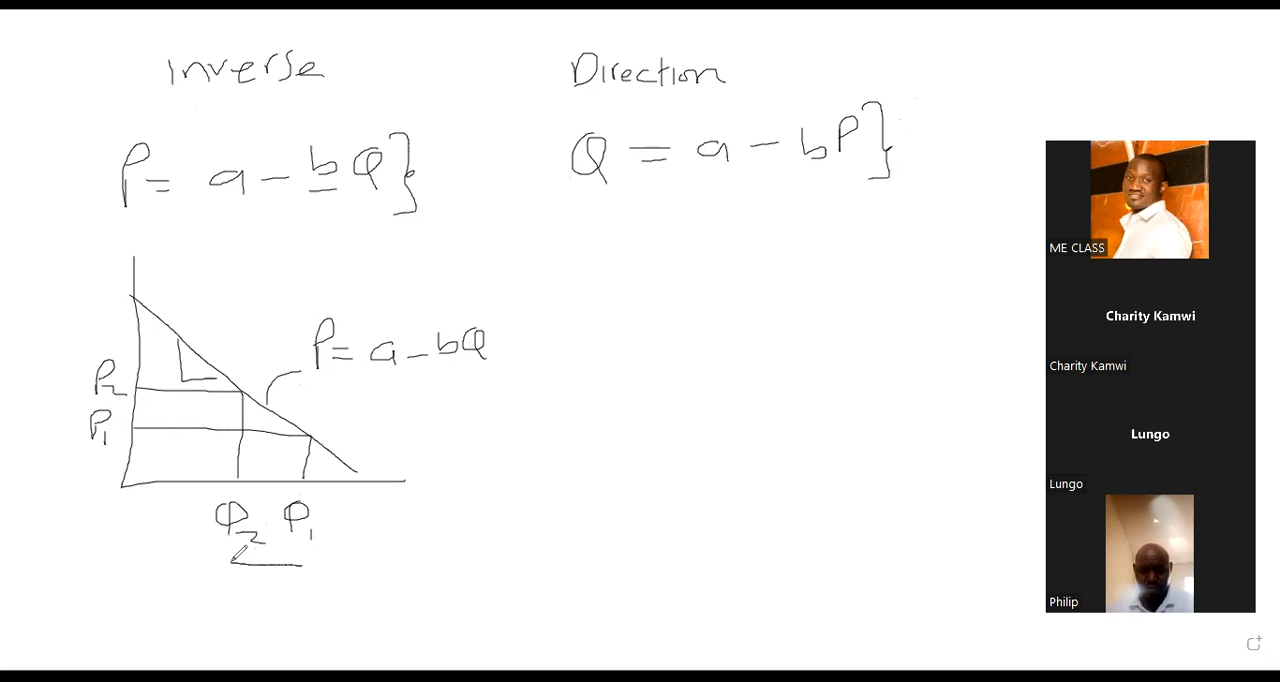 Inverse
Direction
P = a - bQ}
Q = a - bP}
P = a - bQ
P2
P1
Q2 Q1
ME CLASS
Charity Kamwi
Charity Kamwi
Lungo
Lungo
Philip